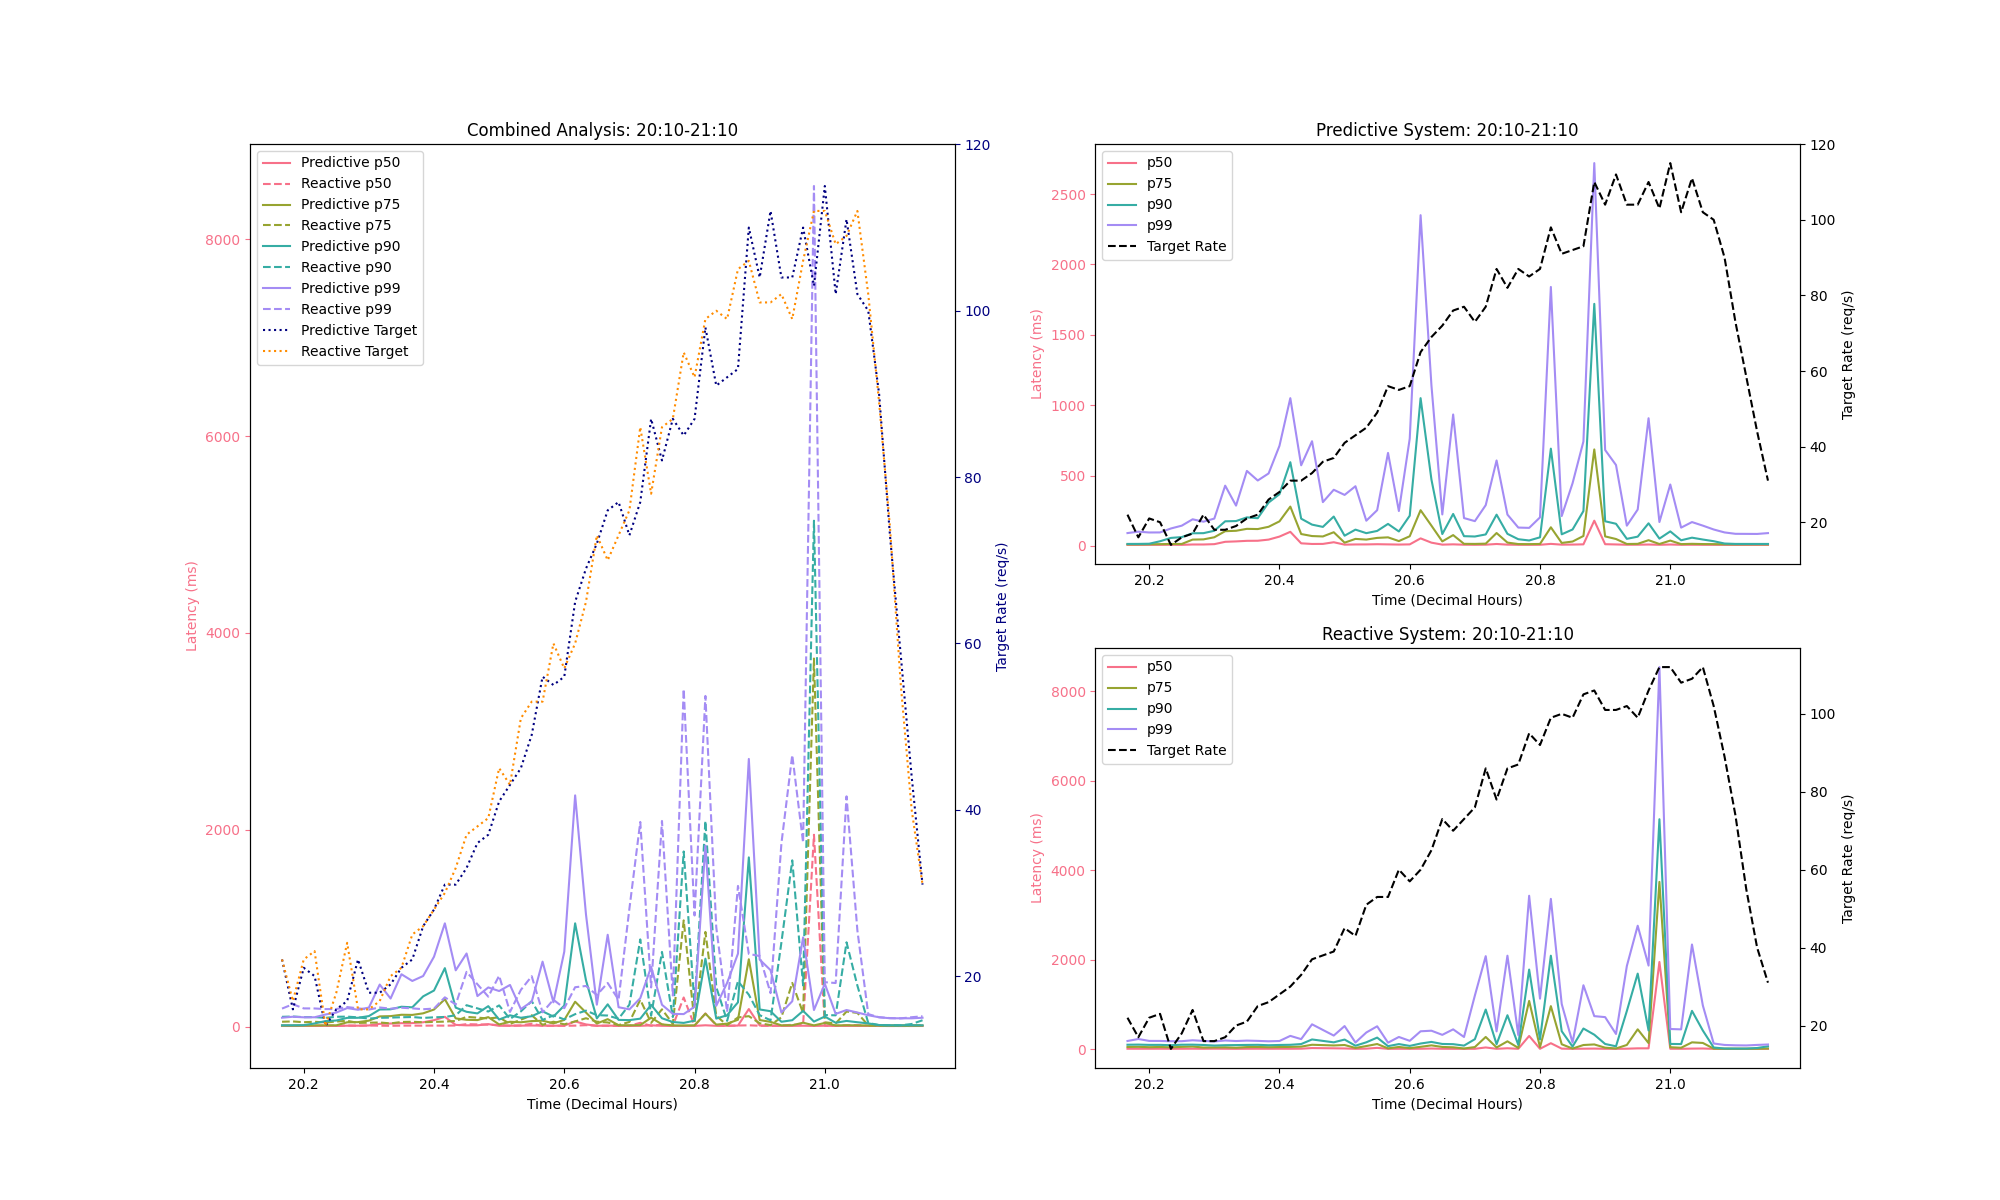 Combined Analysis: 20:10-21:10
Predictive p50
Reactive p50
Predictive p75
Reactive p75
Predictive p90
Reactive p90
Predictive p99
Reactive p99
Predictive Target
Reactive Target
8000
6000
4000
2000
0
Latency (ms)
120
100
80
60
40
20
Target Rate (req/s)
20.2 20.4 20.6 20.8 21.0
Time (Decimal Hours)
Predictive System: 20:10-21:10
p50
p75
p90
p99
Target Rate
2500
2000
1500
1000
500
0
Latency (ms)
120
100
80
60
40
20
Target Rate (req/s)
20.2 20.4 20.6 20.8 21.0
Time (Decimal Hours)
Reactive System: 20:10-21:10
p50
p75
p90
p99
Target Rate
8000
6000
4000
2000
0
Latency (ms)
100
80
60
40
20
Target Rate (req/s)
20.2 20.4 20.6 20.8 21.0
Time (Decimal Hours)